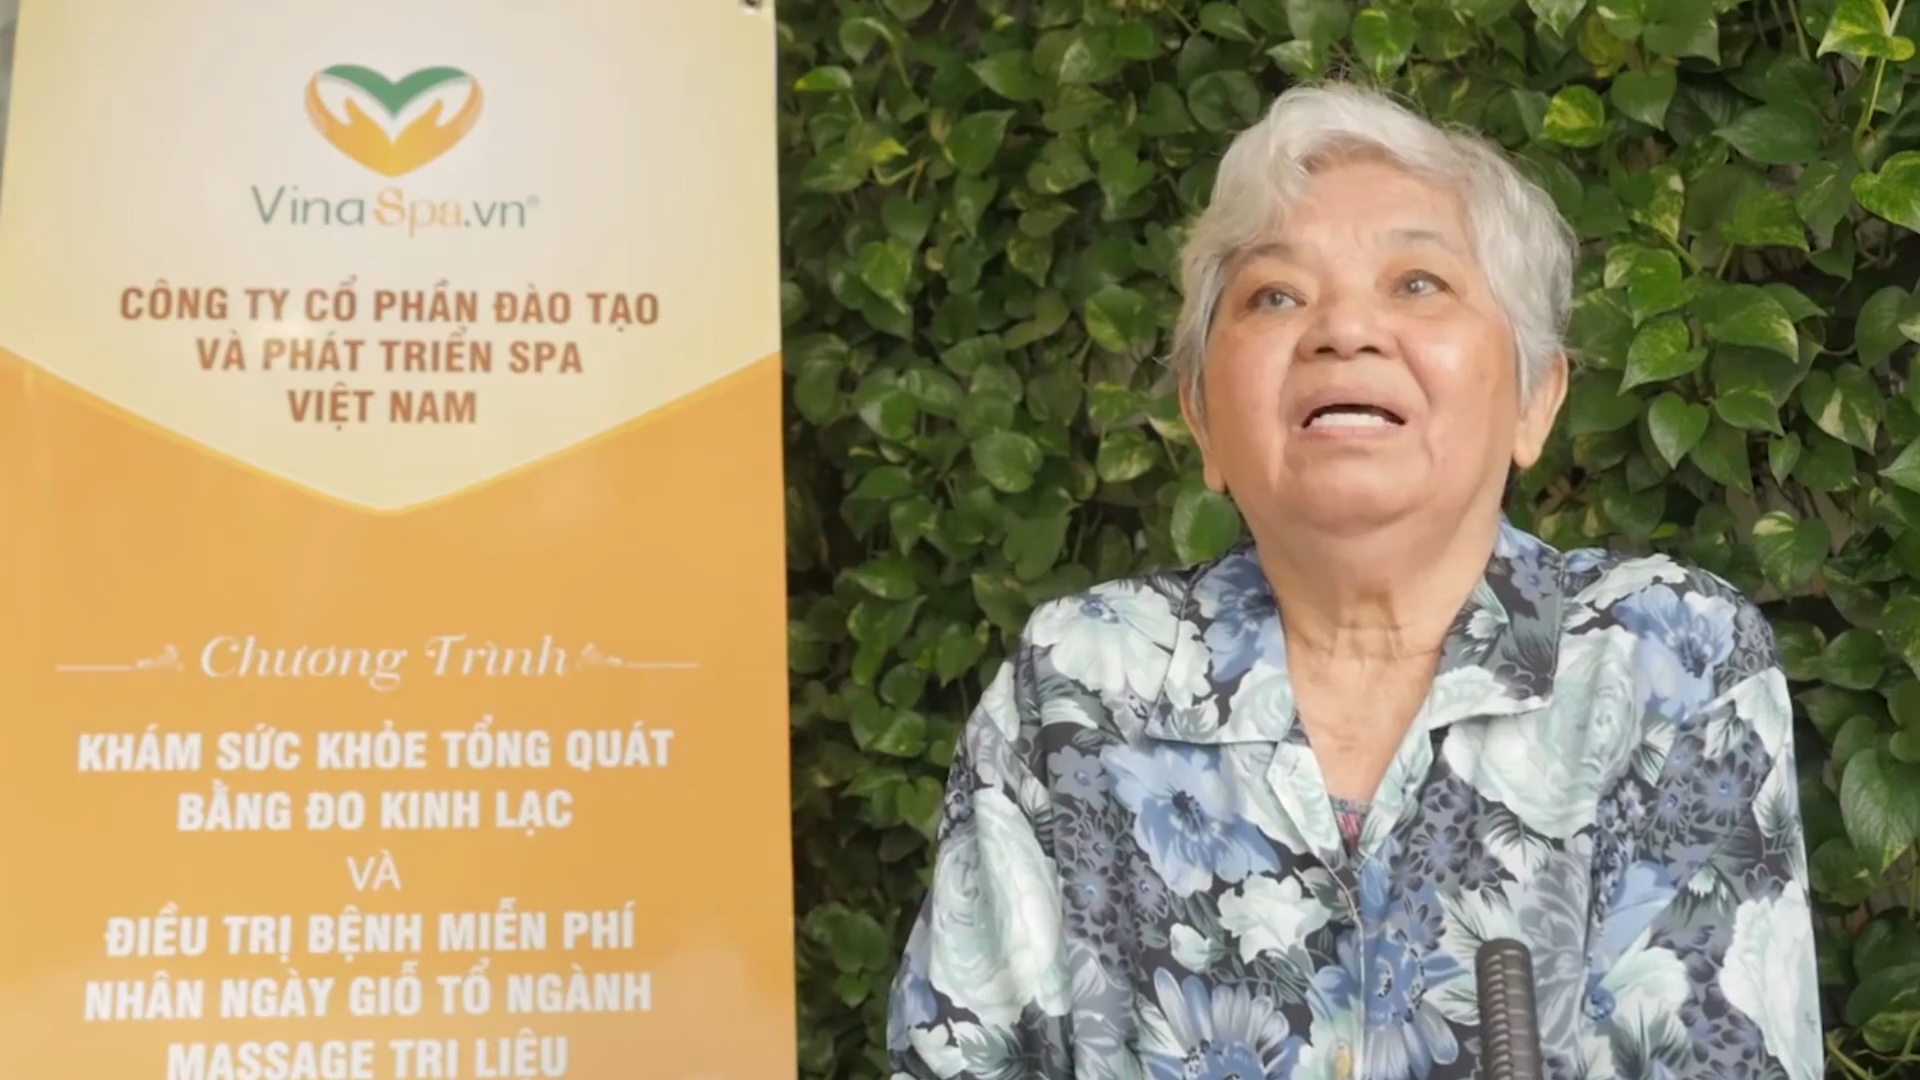 VinaSpa.vn®
CÔNG TY CỔ PHẦN ĐÀO TẠO
VÀ PHÁT TRIỂN SPA
VIỆT NAM
Chương Trình
KHÁM SỨC KHỎE TỔNG QUÁT
BẰNG ĐO KINH LẠC
VÀ
ĐIỀU TRỊ BỆNH MIỄN PHÍ
NHÂN NGÀY GIỖ TỔ NGÀNH
MASSAGE TRỊ LIỆU